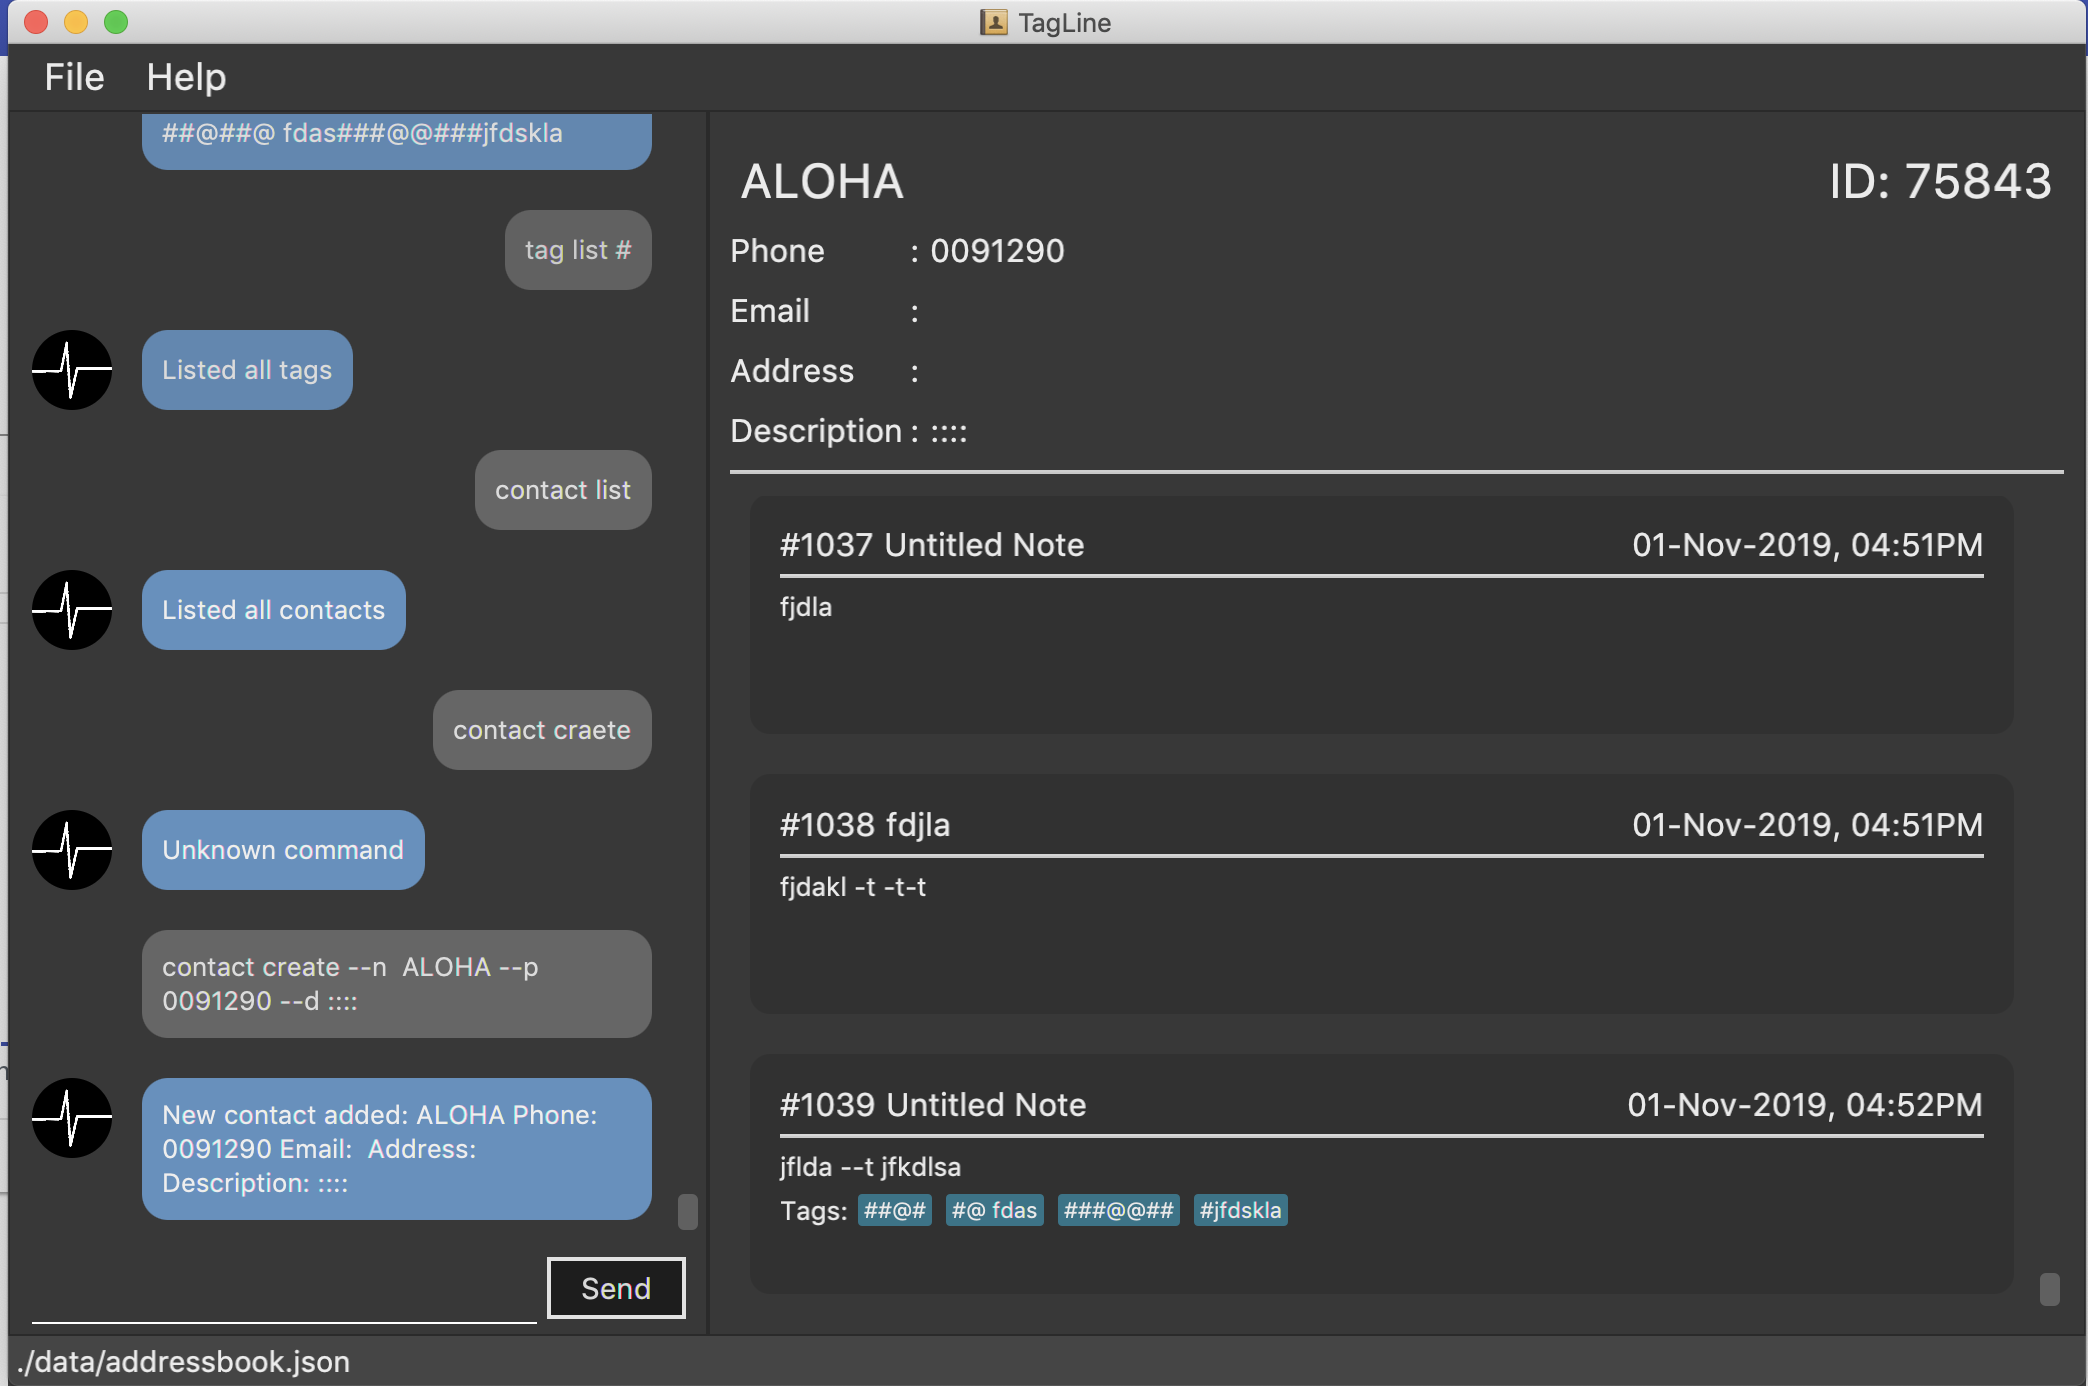 TagLine
File Help
##@##@ fdas###@@###jfdskla
tag list #
Listed all tags
contact list
Listed all contacts
contact craete
Unknown command
contact create --n  ALOHA --p
0091290 --d ::::
New contact added: ALOHA Phone:
0091290 Email:  Address:
Description: ::::
Send
ALOHA ID: 75843
Phone : 0091290
Email :
Address :
Description : ::::
#1037 Untitled Note 01-Nov-2019, 04:51PM
fjdla
#1038 fdjla 01-Nov-2019, 04:51PM
fjdakl -t -t-t
#1039 Untitled Note 01-Nov-2019, 04:52PM
jflda --t jfkdlsa
Tags: ##@# #@ fdas ###@@## #jfdskla
./data/addressbook.json